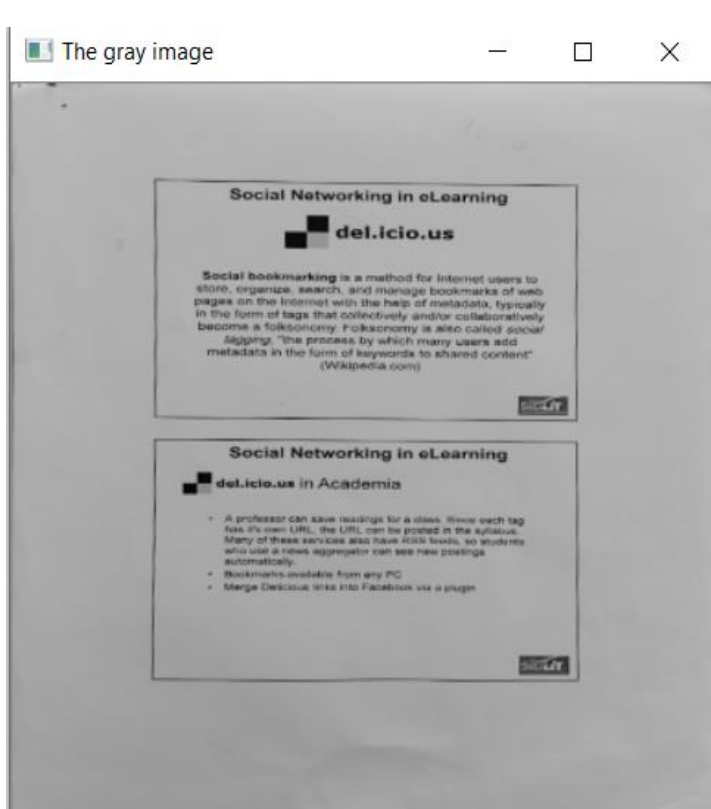 The gray image
Social Networking in eLearning
del.icio.us
Social bookmarking is a method for Internet users to
store, organize, search, and manage bookmarks of web
pages on the Internet with the help of metadata, typically
in the form of tags that collectively and/or collaboratively
become a folksonomy. Folksonomy is also called social
tagging, "the process by which many users add
metadata in the form of keywords to shared content"
(Wikipedia.com)
SIGLIT
Social Networking in eLearning
del.icio.us in Academia
• A professor can save readings for a class. Since each tag
has it's own URL, the URL can be posted in the syllabus.
Many of these services also have RSS feeds, so students
who use a news aggregator can see new postings
automatically.
• Bookmarks available from any PC
• Merge Delicious links into Facebook via a plugin
SIGLIT